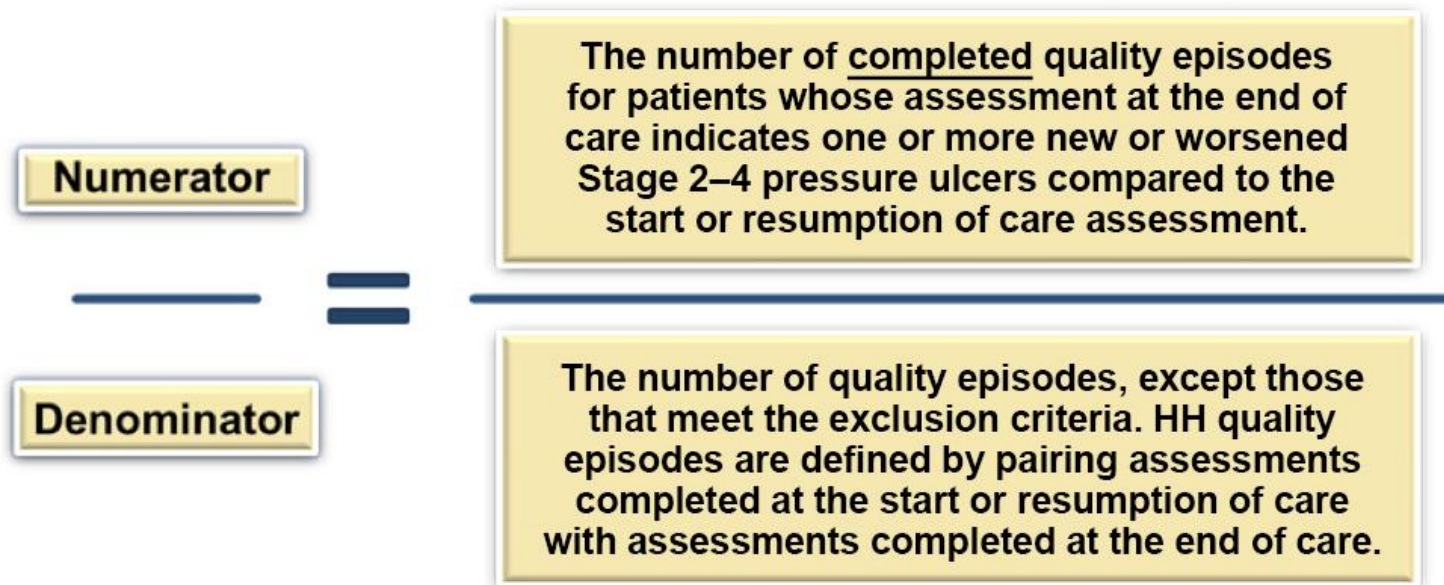 Numerator
The number of completed quality episodes
for patients whose assessment at the end of
care indicates one or more new or worsened
Stage 2–4 pressure ulcers compared to the
start or resumption of care assessment.
=
Denominator
The number of quality episodes, except those
that meet the exclusion criteria. HH quality
episodes are defined by pairing assessments
completed at the start or resumption of care
with assessments completed at the end of care.